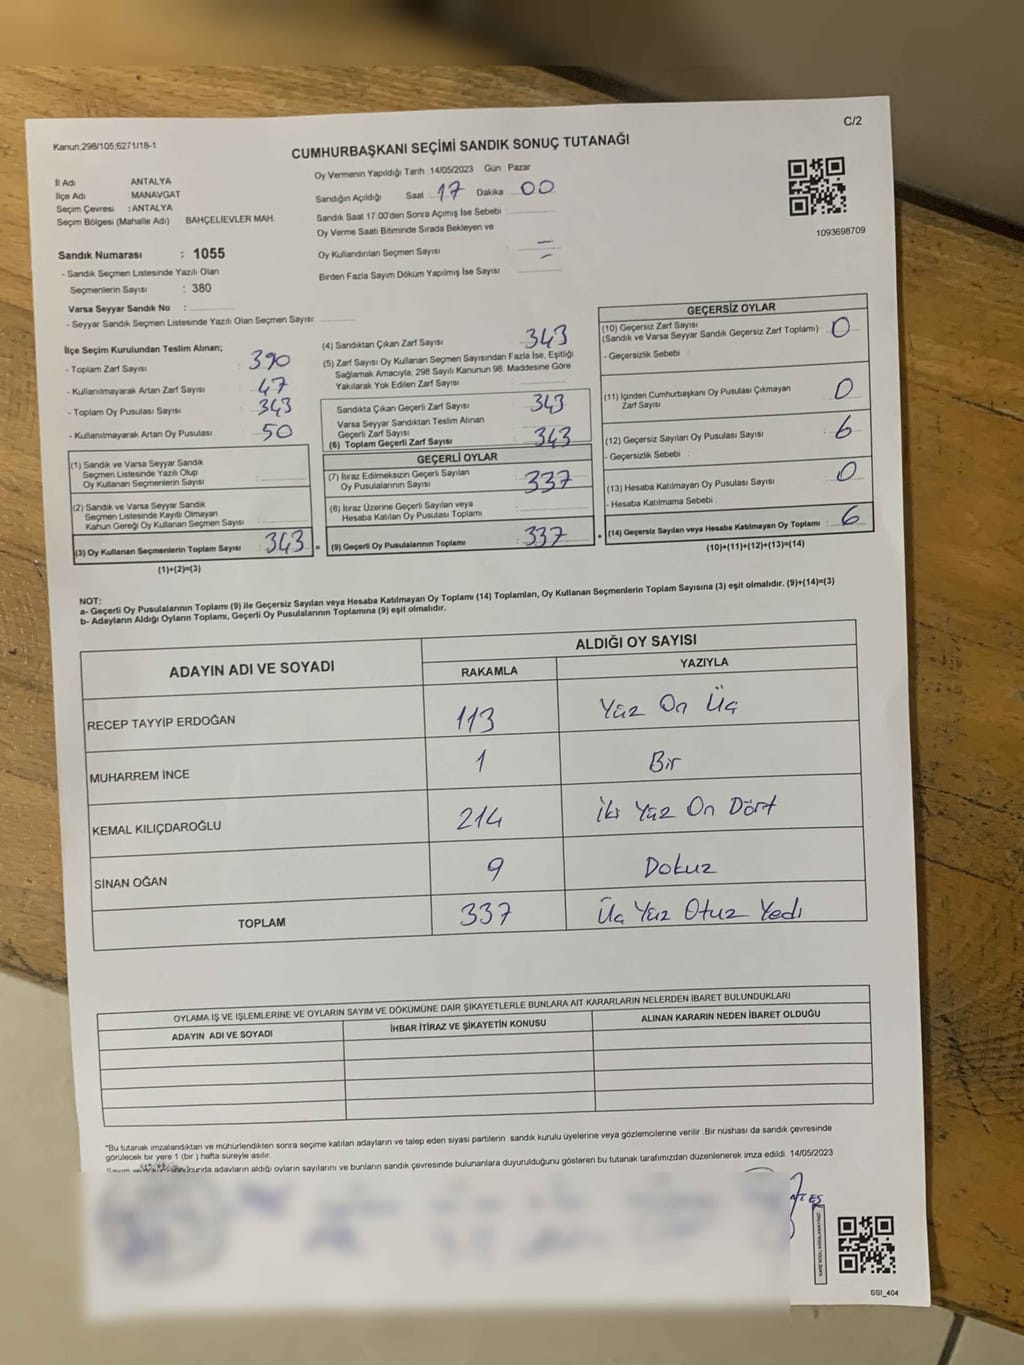 Kanun;298/105;6271/18-1
C/2
CUMHURBAŞKANI SEÇİMİ SANDIK SONUÇ TUTANAĞI
İl Adı ANTALYA
İlçe Adı MANAVGAT
Seçim Çevresi : ANTALYA
Seçim Bölgesi (Mahalle Adı) BAHÇELİEVLER MAH.
Sandık Numarası : 1055
- Sandık Seçmen Listesinde Yazılı Olan
Seçmenlerin Sayısı : 380
Varsa Seyyar Sandık No :
- Seyyar Sandık Seçmen Listesinde Yazılı Olan Seçmen Sayısı:
Oy Vermenin Yapıldığı Tarih 14/05/2023 Gün Pazar
Sandığın Açıldığı Saat 17 Dakika 00
Sandık Saat 17.00'den Sonra Açımış İse Sebebi :
Oy Verme Saati Bitiminde Sırada Bekleyen ve
Oy Kullandırılan Seçmen Sayısı
Birden Fazla Sayım Döküm Yapılmış İse Sayısı
1093698709
İlçe Seçim Kurulundan Teslim Alınan;
- Toplam Zarf Sayısı 390
- Kullanılmayarak Artan Zarf Sayısı 47
- Toplam Oy Pusulası Sayısı 343
- Kullanılmayarak Artan Oy Pusulası 50
(1) Sandık ve Varsa Seyyar Sandık
Seçmen Listesinde Yazılı Olup
Oy Kullanan Seçmenlerin Sayısı
(2) Sandık ve Varsa Seyyar Sandık
Seçmen Listesinde Kayıtlı Olmayan
Kanun Gereği Oy Kullanan Seçmen Sayısı
(3) Oy Kullanan Seçmenlerin Toplam Sayısı : 343 =
(1)+(2)=(3)
(4) Sandıktan Çıkan Zarf Sayısı 343
(5) Zarf Sayısı Oy Kullanan Seçmen Sayısından Fazla İse, Eşitliği
Sağlamak Amacıyla, 298 Sayılı Kanunun 98. Maddesine Göre
Yakılarak Yok Edilen Zarf Sayısı
Sandıkta Çıkan Geçerli Zarf Sayısı 343
Varsa Seyyar Sandıktan Teslim Alınan
Geçerli Zarf Sayısı
(6) Toplam Geçerli Zarf Sayısı 343
GEÇERLİ OYLAR
(7) İtiraz Edilmeksizin Geçerli Sayılan
Oy Pusulalarının Sayısı 337
(8) İtiraz Üzerine Geçerli Sayılan veya
Hesaba Katılan Oy Pusulası Toplamı
(9) Geçerli Oy Pusulalarının Toplamı : 337 +
GEÇERSİZ OYLAR
(10) Geçersiz Zarf Sayısı
(Sandık ve Varsa Seyyar Sandık Geçersiz Zarf Toplamı) : 0
- Geçersizlik Sebebi
(11) İçinden Cumhurbaşkanı Oy Pusulası Çıkmayan
Zarf Sayısı 0
(12) Geçersiz Sayılan Oy Pusulası Sayısı 6
- Geçersizlik Sebebi :
(13) Hesaba Katılmayan Oy Pusulası Sayısı 0
- Hesaba Katılmama Sebebi :
(14) Geçersiz Sayılan veya Hesaba Katılmayan Oy Toplamı : 6
(10)+(11)+(12)+(13)=(14)
NOT:
a- Geçerli Oy Pusulalarının Toplamı (9) ile Geçersiz Sayılan veya Hesaba Katılmayan Oy Toplamı (14) Toplamları, Oy Kullanan Seçmenlerin Toplam Sayısına (3) eşit olmalıdır. (9)+(14)=(3)
b- Adayların Aldığı Oyların Toplamı, Geçerli Oy Pusulalarının Toplamına (9) eşit olmalıdır.
ADAYIN ADI VE SOYADI ALDIĞI OY SAYISI
RAKAMLA YAZIYLA
RECEP TAYYİP ERDOĞAN 113 Yüz On Üç
MUHARREM İNCE 1 Bir
KEMAL KILIÇDAROĞLU 214 İki Yüz On Dört
SİNAN OĞAN 9 Dokuz
TOPLAM 337 Üç Yüz Otuz Yedi
OYLAMA İŞ VE İŞLEMLERİNE VE OYLARIN SAYIM VE DÖKÜMÜNE DAİR ŞİKAYETLERLE BUNLARA AİT KARARLARIN NELERDEN İBARET BULUNDUKLARI
ADAYIN ADI VE SOYADI İHBAR İTİRAZ VE ŞİKAYETİN KONUSU ALINAN KARARIN NEDEN İBARET OLDUĞU
*Bu tutanak imzalandıktan ve mühürlendikten sonra seçime katılan adayların ve talep eden siyasi partilerin sandık kurulu üyelerine veya gözlemcilerine verilir .Bir nüshası da sandık çevresinde
görülecek bir yere 1 (bir ) hafta süreyle asılır.
adayların aldığı oyların sayılarını ve bunların sandık çevresinde bulunanlara duyurulduğunu gösteren bu tutanak tarafımızdan düzenlenerek imza edildi. 14/05/2023
SSI_404